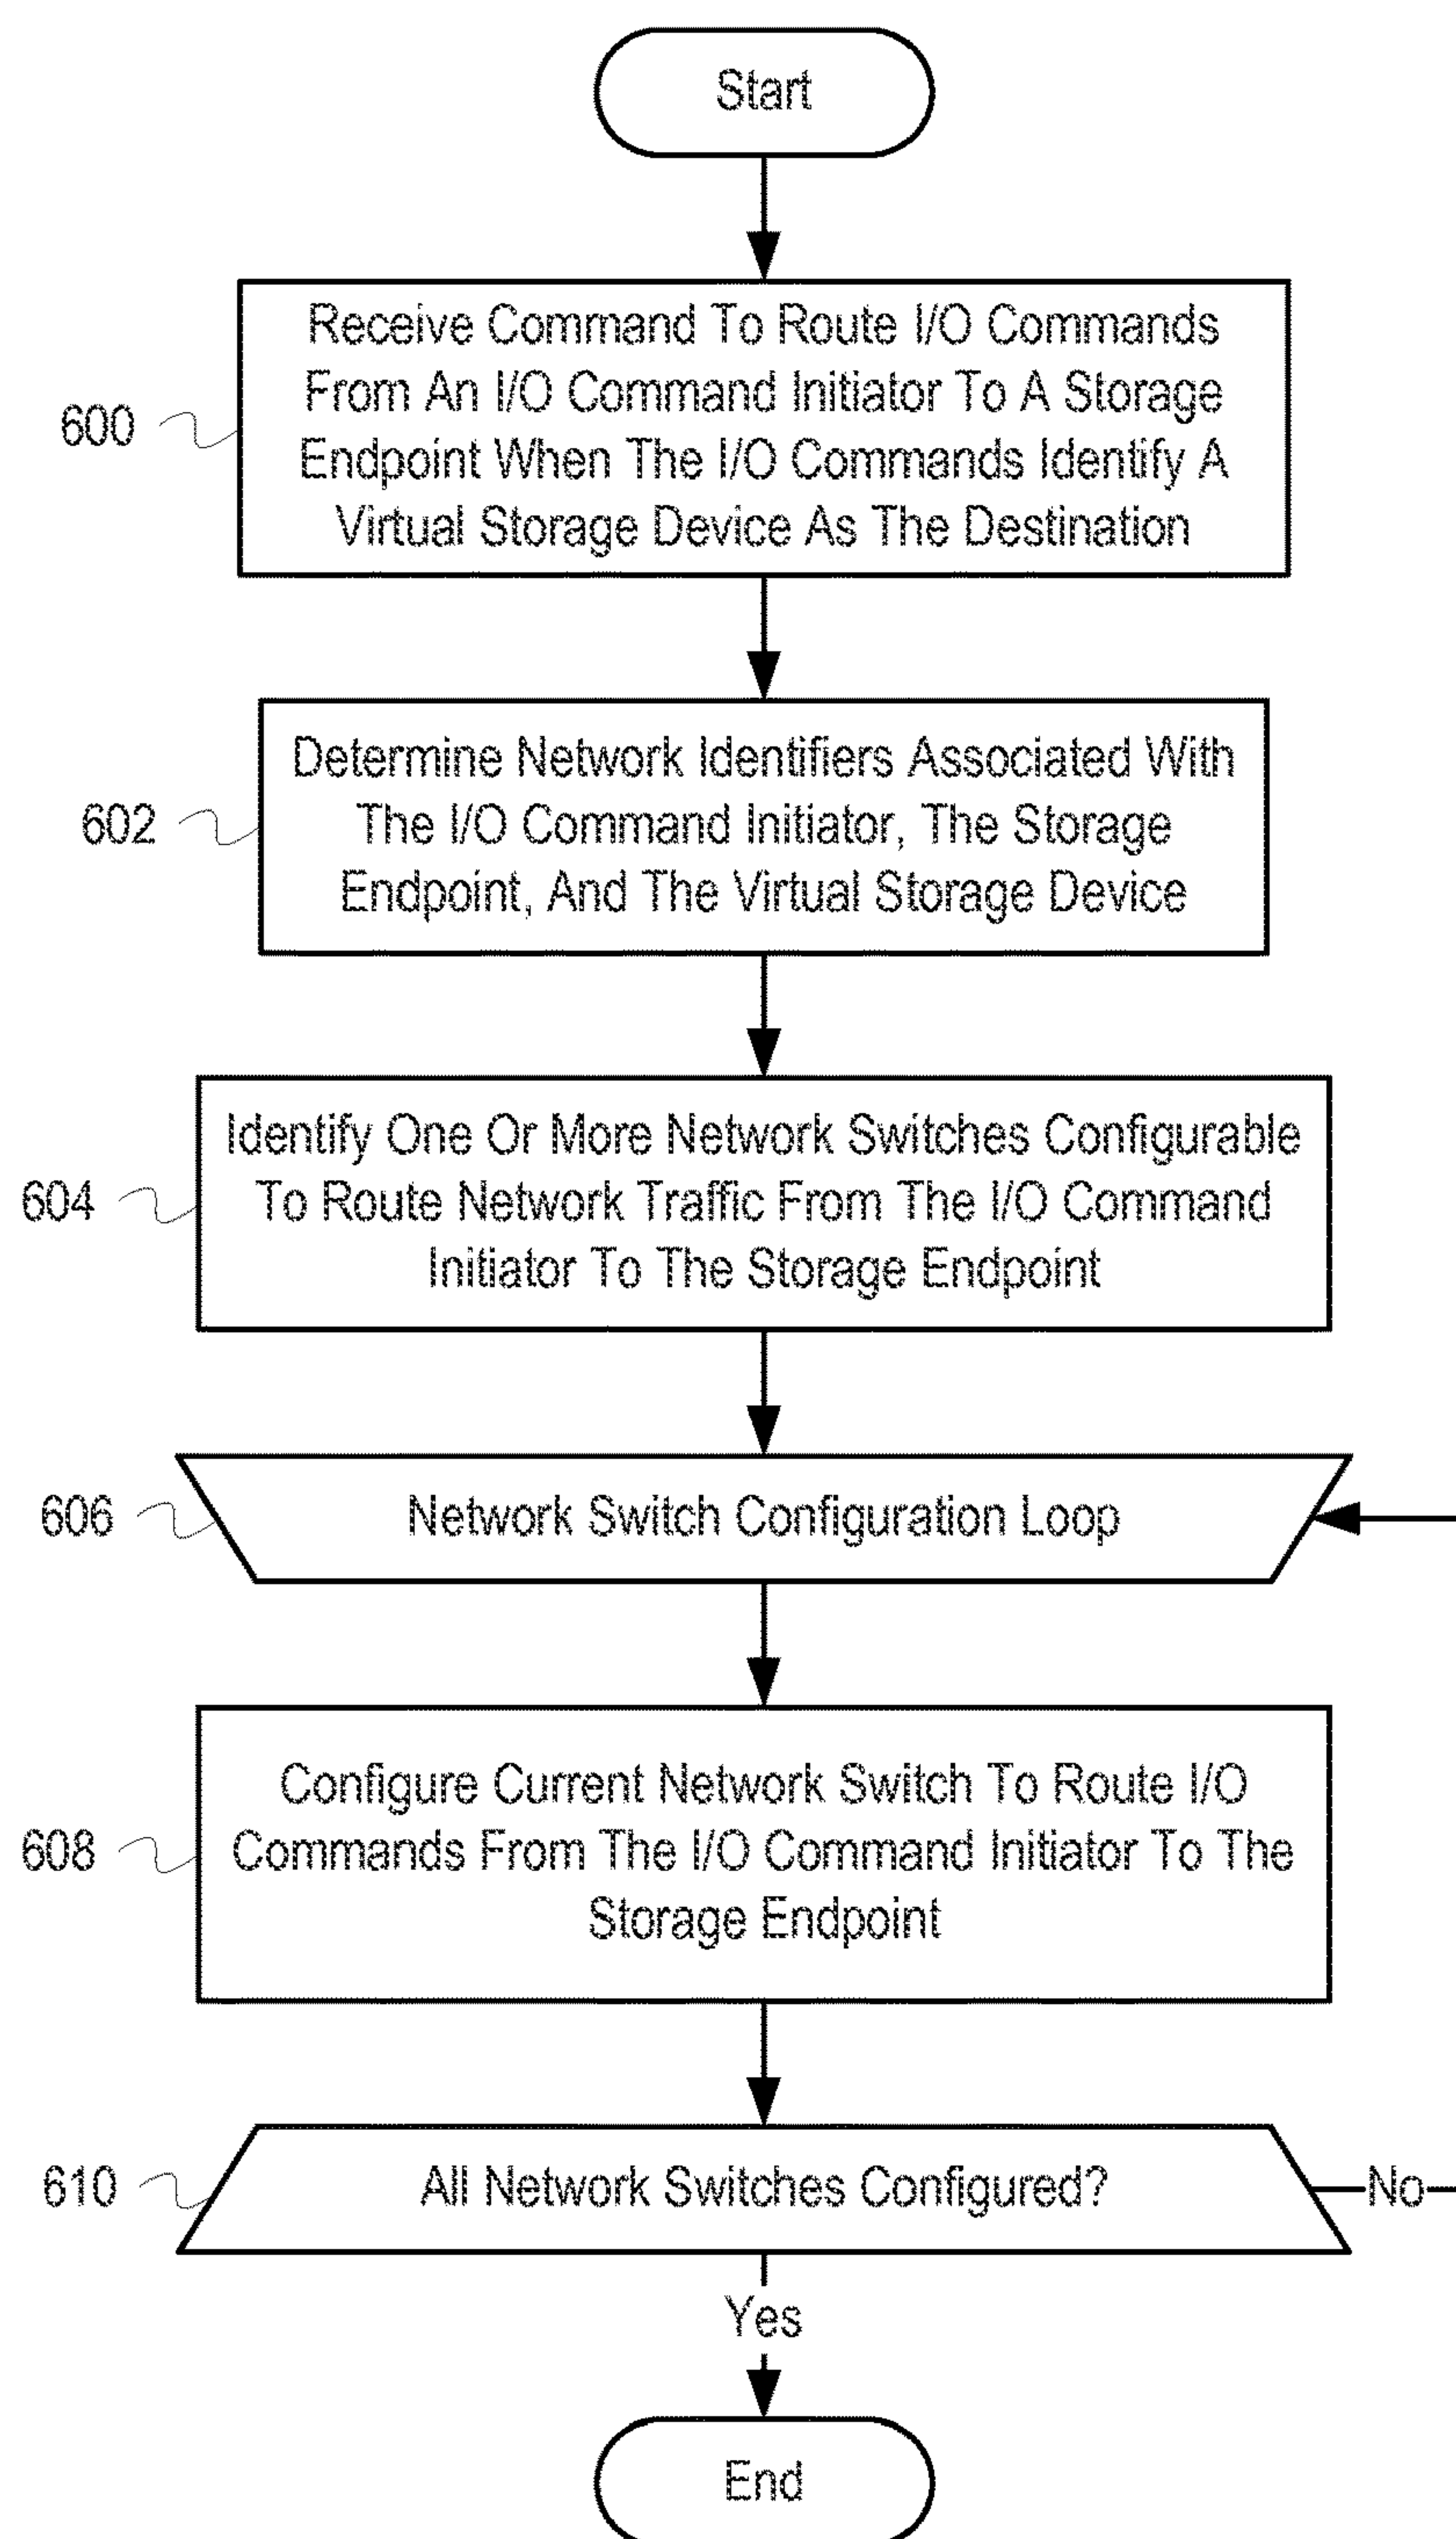 Start
Receive Command To Route I/O Commands
From An I/O Command Initiator To A Storage
Endpoint When The I/O Commands Identify A
Virtual Storage Device As The Destination
600
Determine Network Identifiers Associated With
The I/O Command Initiator, The Storage
Endpoint, And The Virtual Storage Device
602
Identify One Or More Network Switches Configurable
To Route Network Traffic From The I/O Command
Initiator To The Storage Endpoint
604
606
Network Switch Configuration Loop
Configure Current Network Switch To Route I/O
Commands From The I/O Command Initiator To The
Storage Endpoint
608
610
All Network Switches Configured?
No
Yes
End